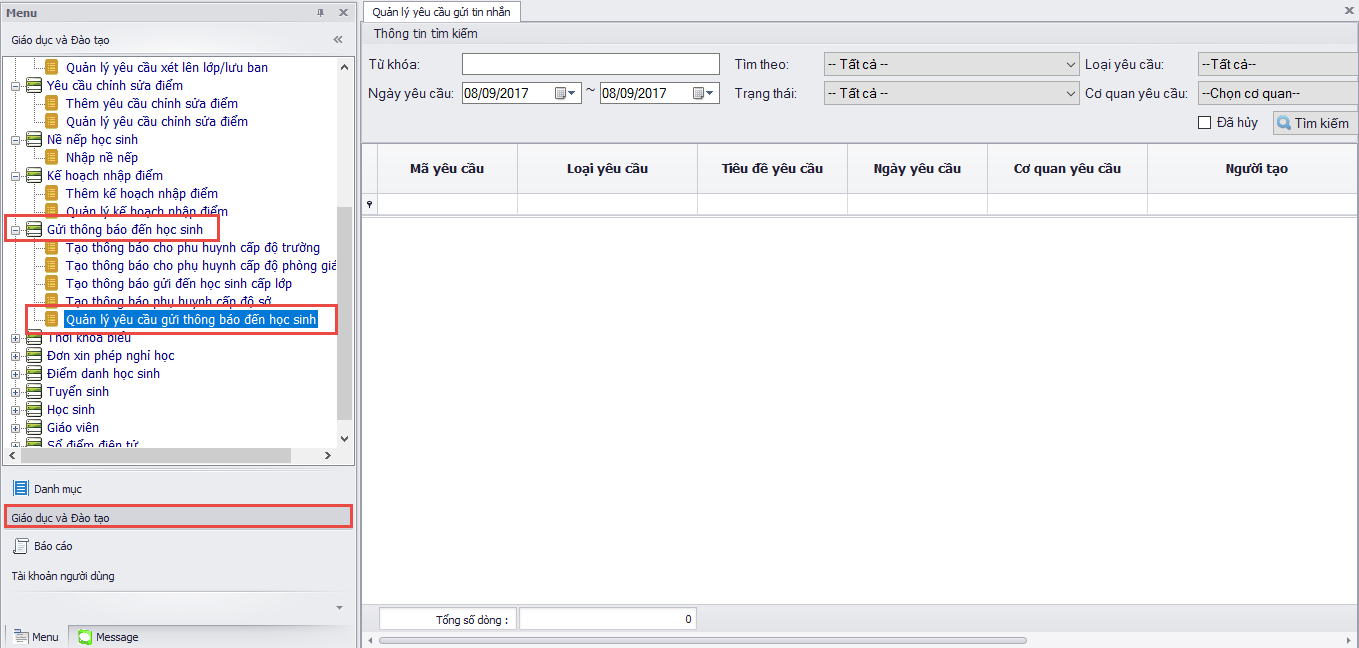 Menu
Giáo dục và Đào tạo
Quản lý yêu cầu xét lên lớp/lưu ban
Yêu cầu chỉnh sửa điểm
Thêm yêu cầu chỉnh sửa điểm
Quản lý yêu cầu chỉnh sửa điểm
Nề nếp học sinh
Nhập nề nếp
Kế hoạch nhập điểm
Thêm kế hoạch nhập điểm
Quản lý kế hoạch nhập điểm
Gửi thông báo đến học sinh
Tạo thông báo cho phụ huynh cấp độ trường
Tạo thông báo cho phụ huynh cấp độ phòng giá
Tạo thông báo gửi đến học sinh cấp lớp
Tạo thông báo phụ huynh cấp độ sở
Quản lý yêu cầu gửi thông báo đến học sinh
Thời khóa biểu
Đơn xin phép nghỉ học
Điểm danh học sinh
Tuyển sinh
Học sinh
Giáo viên
Sổ điểm điện tử
Danh mục
Giáo dục và Đào tạo
Báo cáo
Tài khoản người dùng
Menu Message
Quản lý yêu cầu gửi tin nhắn
Thông tin tìm kiếm
Từ khóa: Tìm theo: -- Tất cả -- Loại yêu cầu: --Tất cả--
Ngày yêu cầu: 08/09/2017 ~ 08/09/2017 Trạng thái: -- Tất cả -- Cơ quan yêu cầu: --Chọn cơ quan--
Đã hủy Tìm kiếm
Mã yêu cầu Loại yêu cầu Tiêu đề yêu cầu Ngày yêu cầu Cơ quan yêu cầu Người tạo
Tổng số dòng : 0